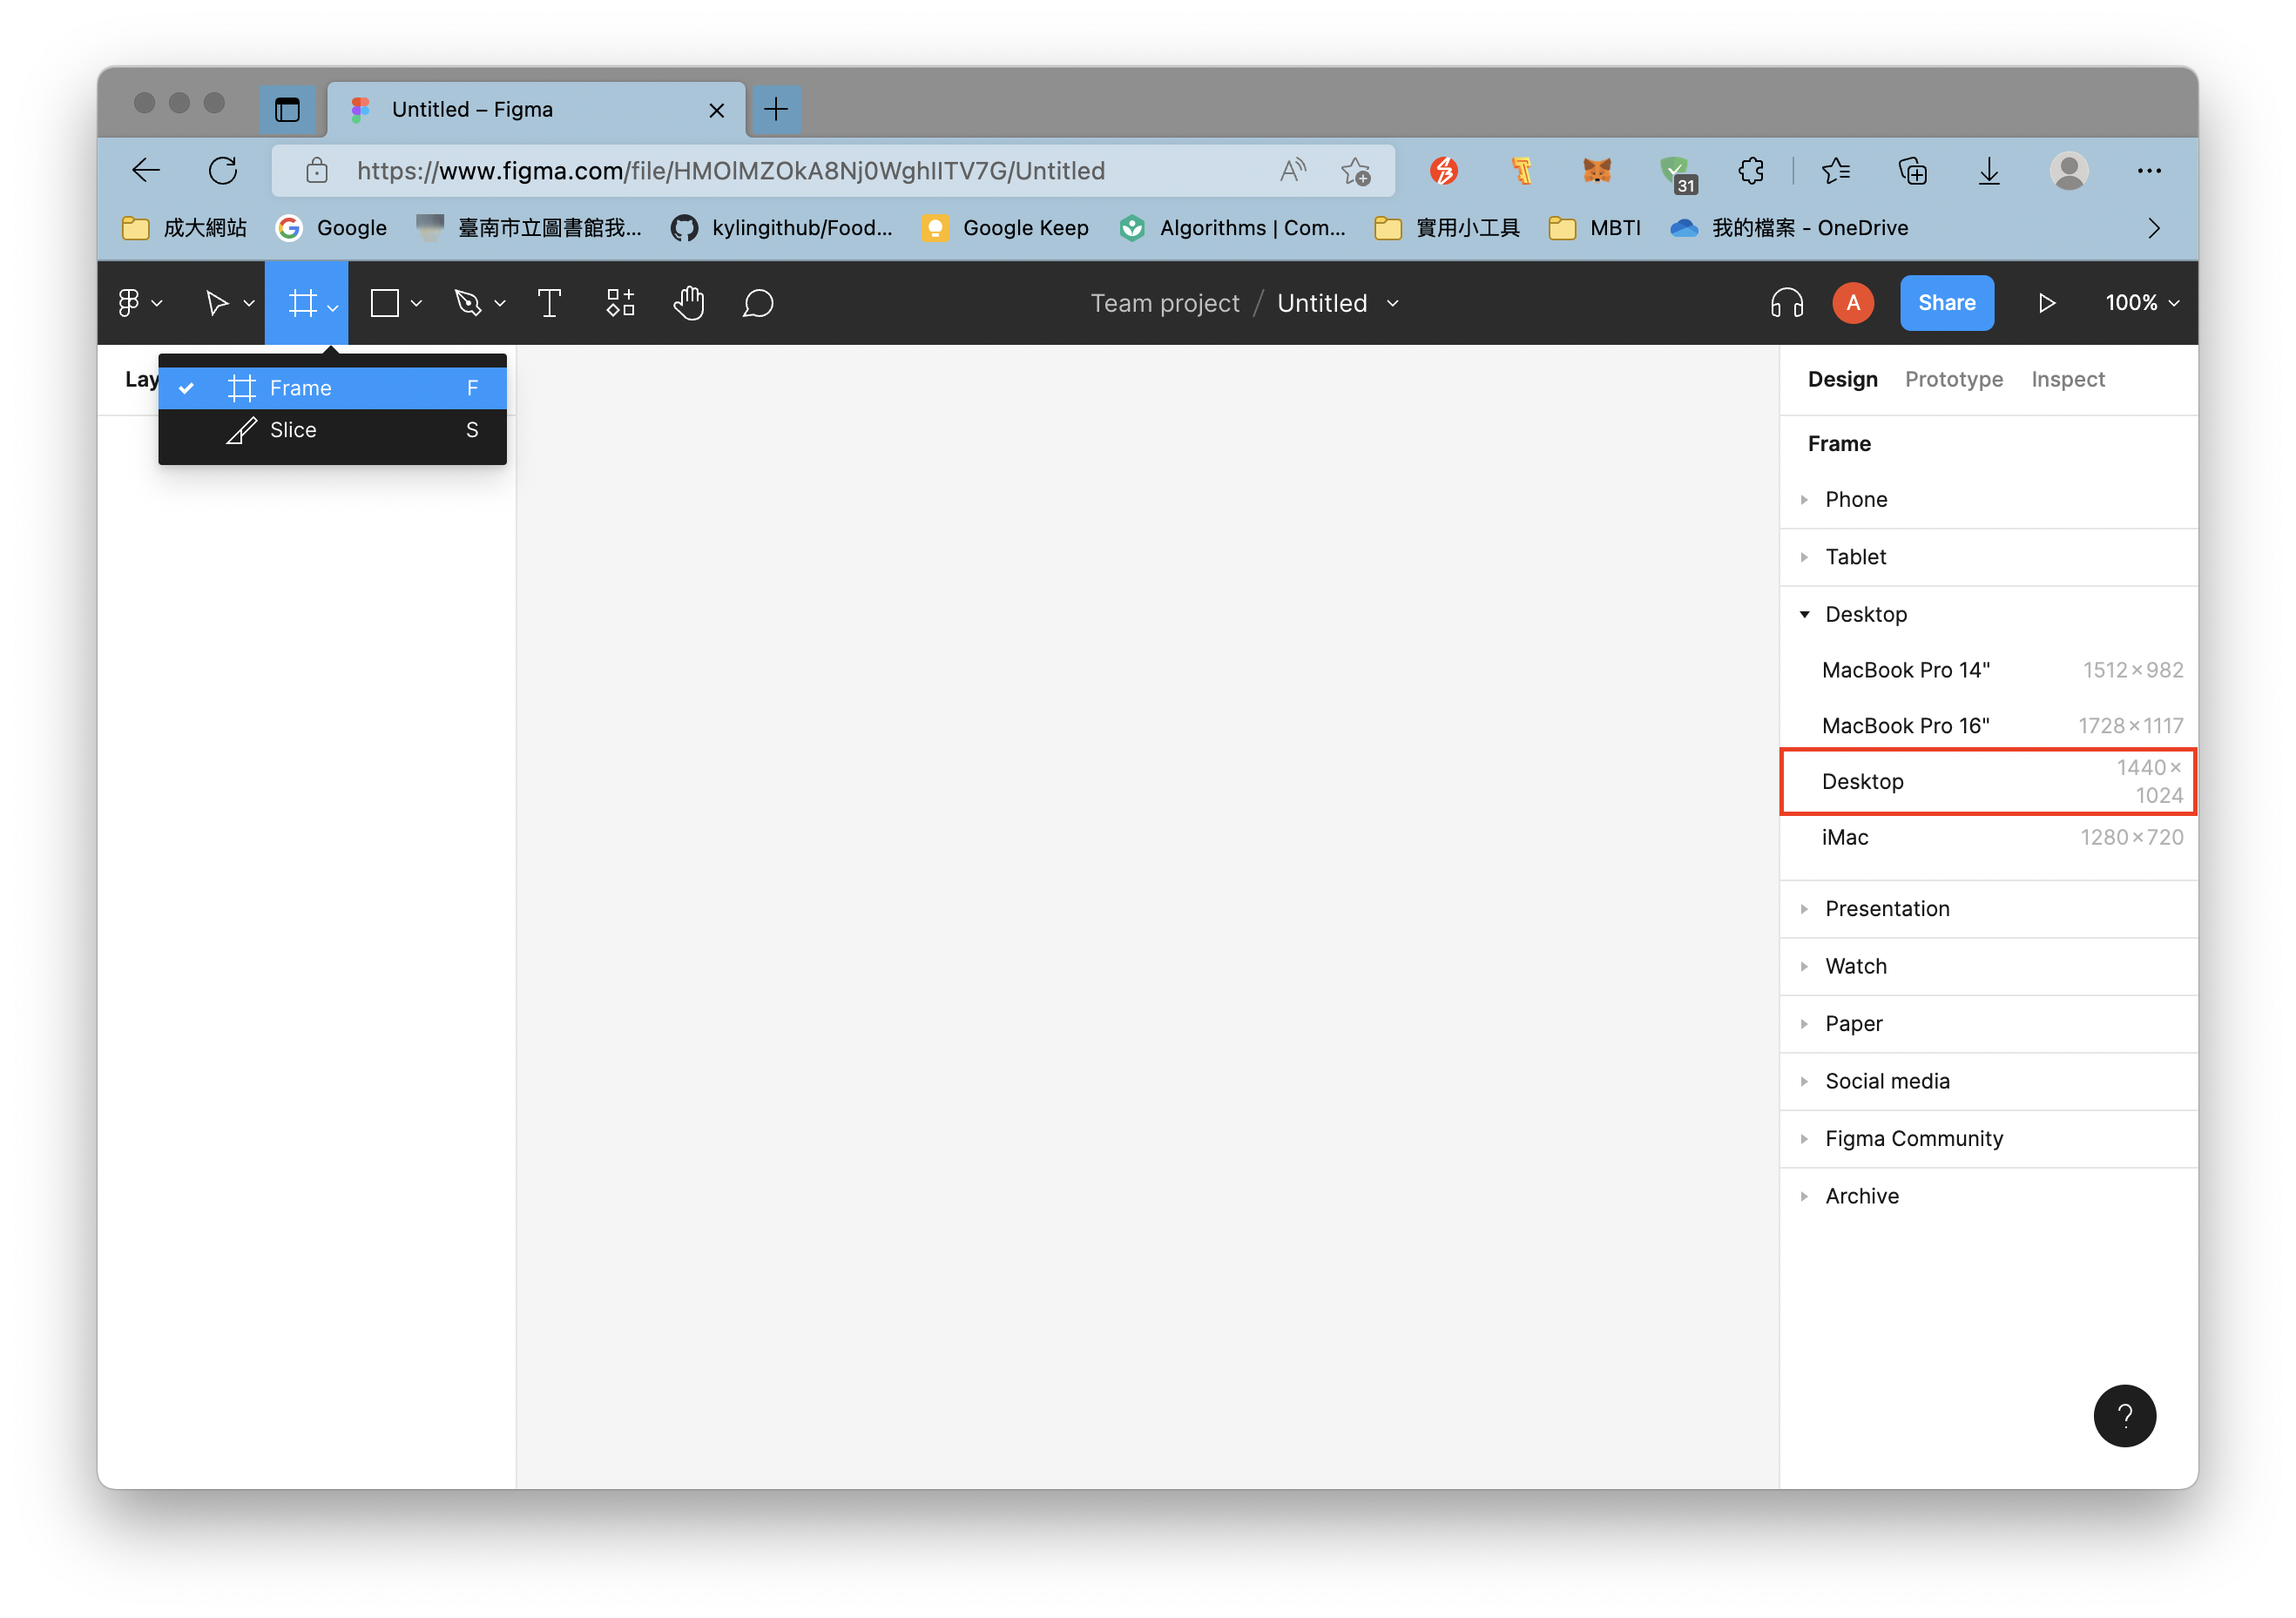 Untitled – Figma
https://www.figma.com/file/HMOlMZOkA8Nj0WghlITV7G/Untitled
31
成大網站
Google
臺南市立圖書館我...
kylingithub/Food...
Google Keep
Algorithms | Com...
實用小工具
MBTI
我的檔案 - OneDrive
Team project / Untitled
A
Share
100%
Lay
Frame F
Slice S
Design Prototype Inspect
Frame
Phone
Tablet
Desktop
MacBook Pro 14" 1512×982
MacBook Pro 16" 1728×1117
Desktop 1440×
1024
iMac 1280×720
Presentation
Watch
Paper
Social media
Figma Community
Archive
?